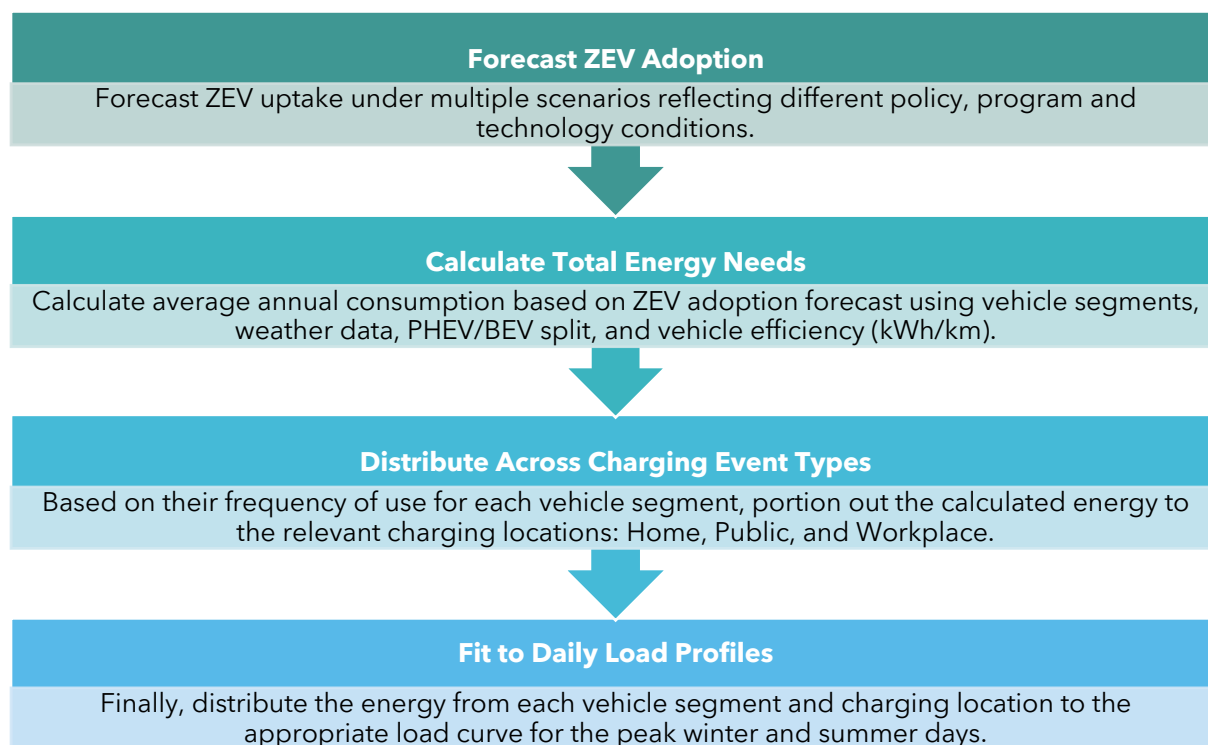 Forecast ZEV Adoption
Forecast ZEV uptake under multiple scenarios reflecting different policy, program and
technology conditions.
Calculate Total Energy Needs
Calculate average annual consumption based on ZEV adoption forecast using vehicle segments,
weather data, PHEV/BEV split, and vehicle efficiency (kWh/km).
Distribute Across Charging Event Types
Based on their frequency of use for each vehicle segment, portion out the calculated energy to
the relevant charging locations: Home, Public, and Workplace.
Fit to Daily Load Profiles
Finally, distribute the energy from each vehicle segment and charging location to the
appropriate load curve for the peak winter and summer days.